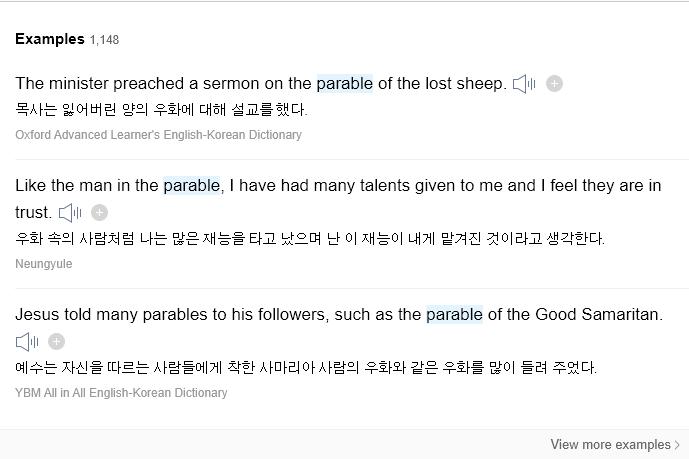 Examples 1,148
The minister preached a sermon on the parable of the lost sheep.
목사는 잃어버린 양의 우화에 대해 설교를 했다.
Oxford Advanced Learner's English-Korean Dictionary
Like the man in the parable, I have had many talents given to me and I feel they are in
trust.
우화 속의 사람처럼 나는 많은 재능을 타고 났으며 난 이 재능이 내게 맡겨진 것이라고 생각한다.
Neungyule
Jesus told many parables to his followers, such as the parable of the Good Samaritan.
예수는 자신을 따르는 사람들에게 착한 사마리아 사람의 우화와 같은 우화를 많이 들려 주었다.
YBM All in All English-Korean Dictionary
View more examples